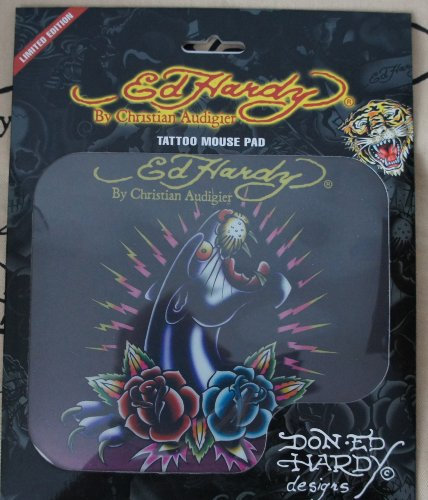 LIMITED EDITION
Ed Hardy ®
By Christian Audigier
TATTOO MOUSE PAD
Ed Hardy ®
By Christian Audigier
DON·ED
HARDY ©
designs